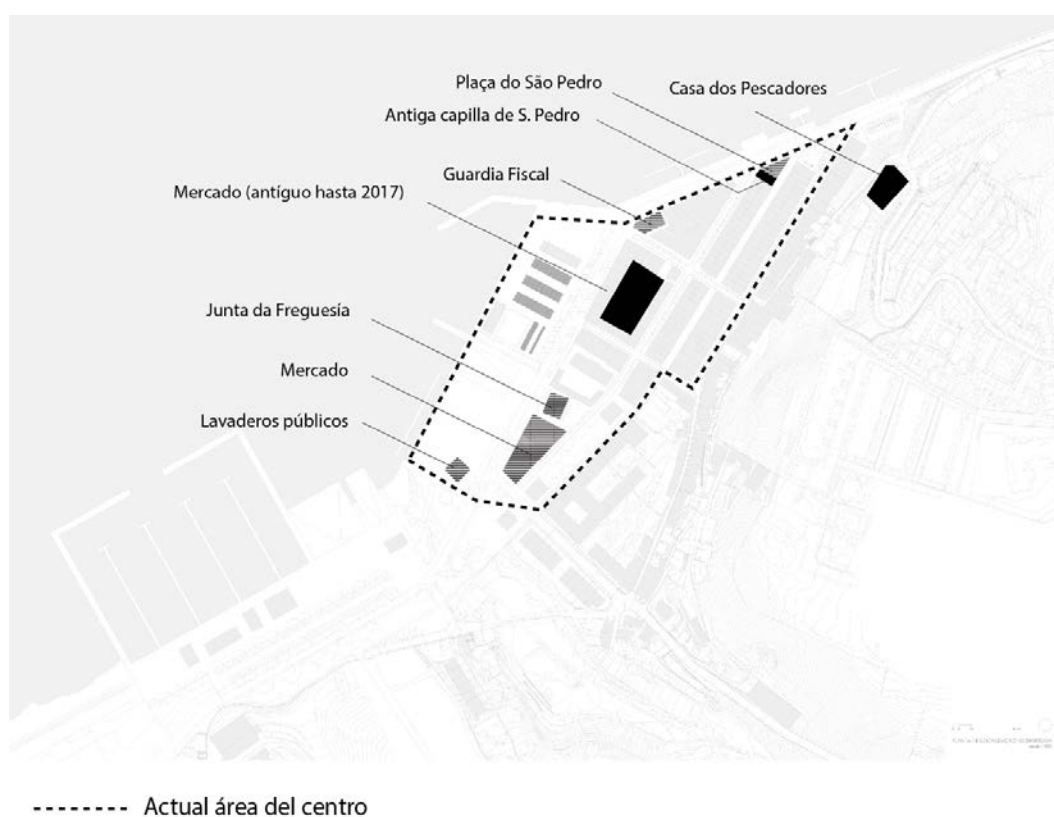 Plaça do São Pedro
Casa dos Pescadores
Antiga capilla de S. Pedro
Guardia Fiscal
Mercado (antíguo hasta 2017)
Junta da Freguesía
Mercado
Lavaderos públicos
Actual área del centro